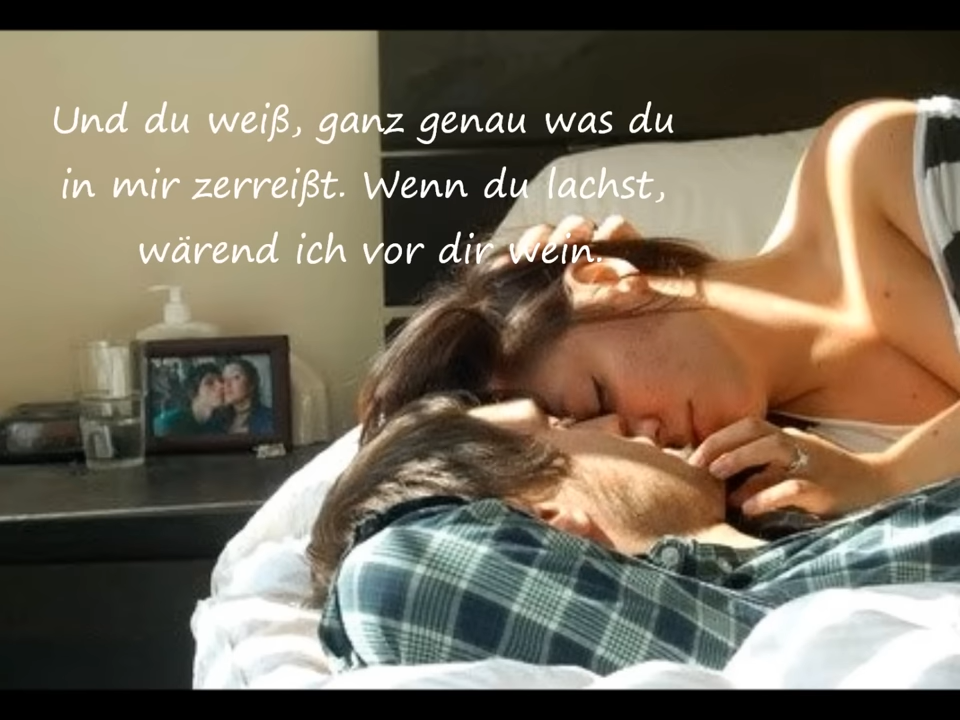 Und du weiß, ganz genau was du
in mir zerreißt. Wenn du lachst,
wärend ich vor dir wein.